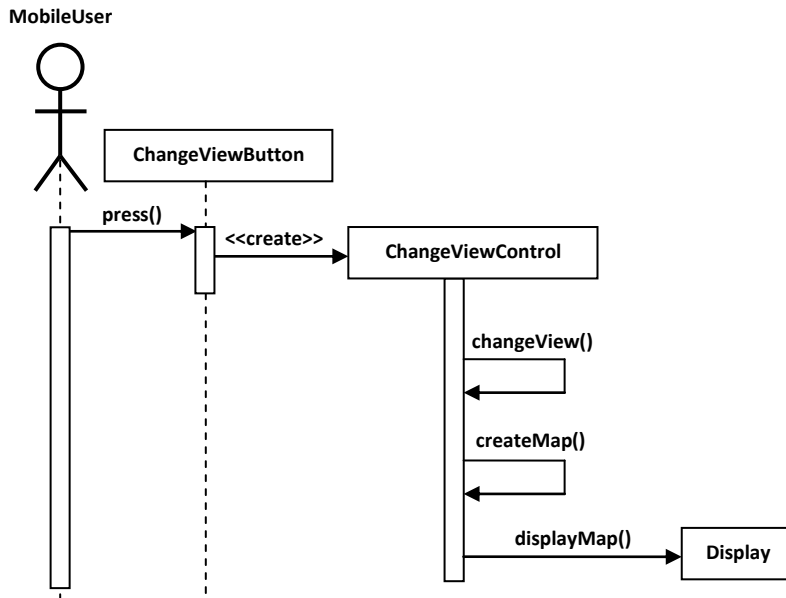 MobileUser
ChangeViewButton
press()
<<create>>
ChangeViewControl
changeView()
createMap()
displayMap()
Display